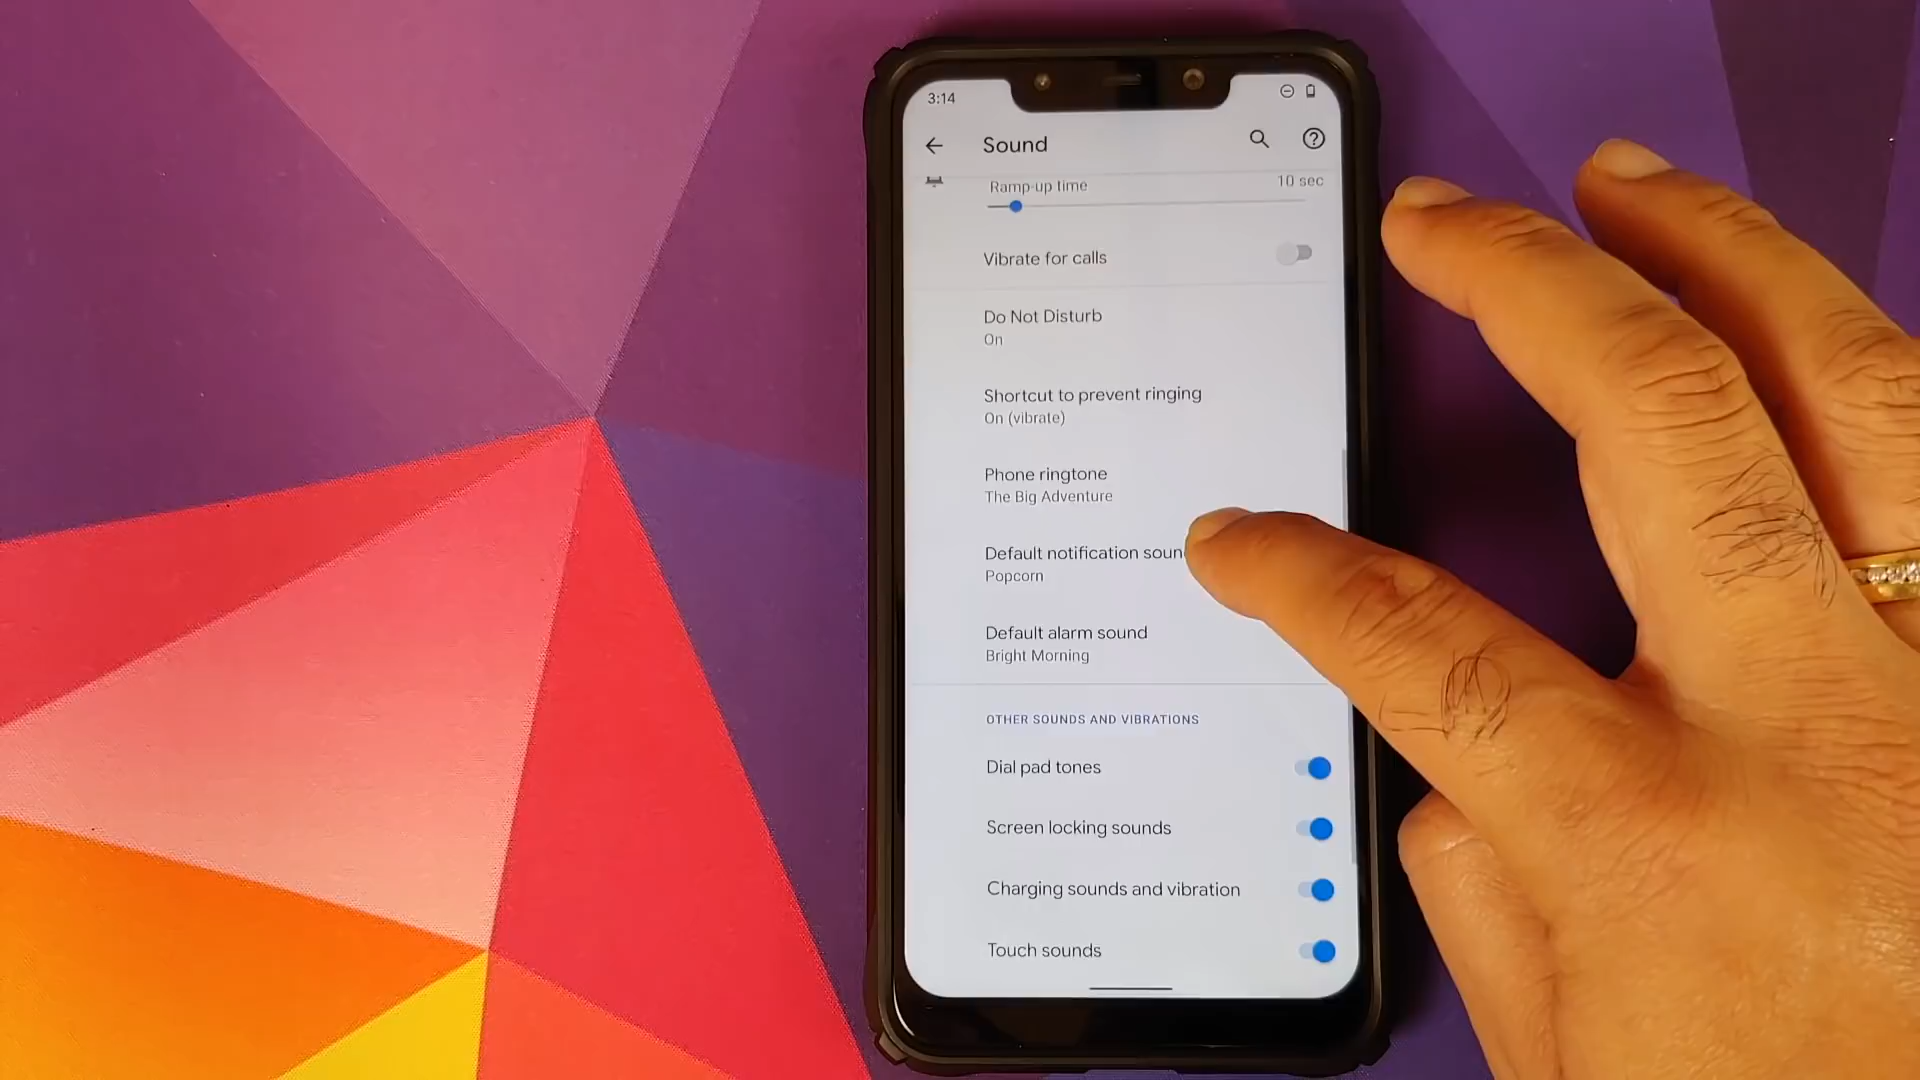 3:14
Sound
Ramp-up time
10 sec
Vibrate for calls
Do Not Disturb
On
Shortcut to prevent ringing
On (vibrate)
Phone ringtone
The Big Adventure
Default notification soun
Popcorn
Default alarm sound
Bright Morning
OTHER SOUNDS AND VIBRATIONS
Dial pad tones
Screen locking sounds
Charging sounds and vibration
Touch sounds